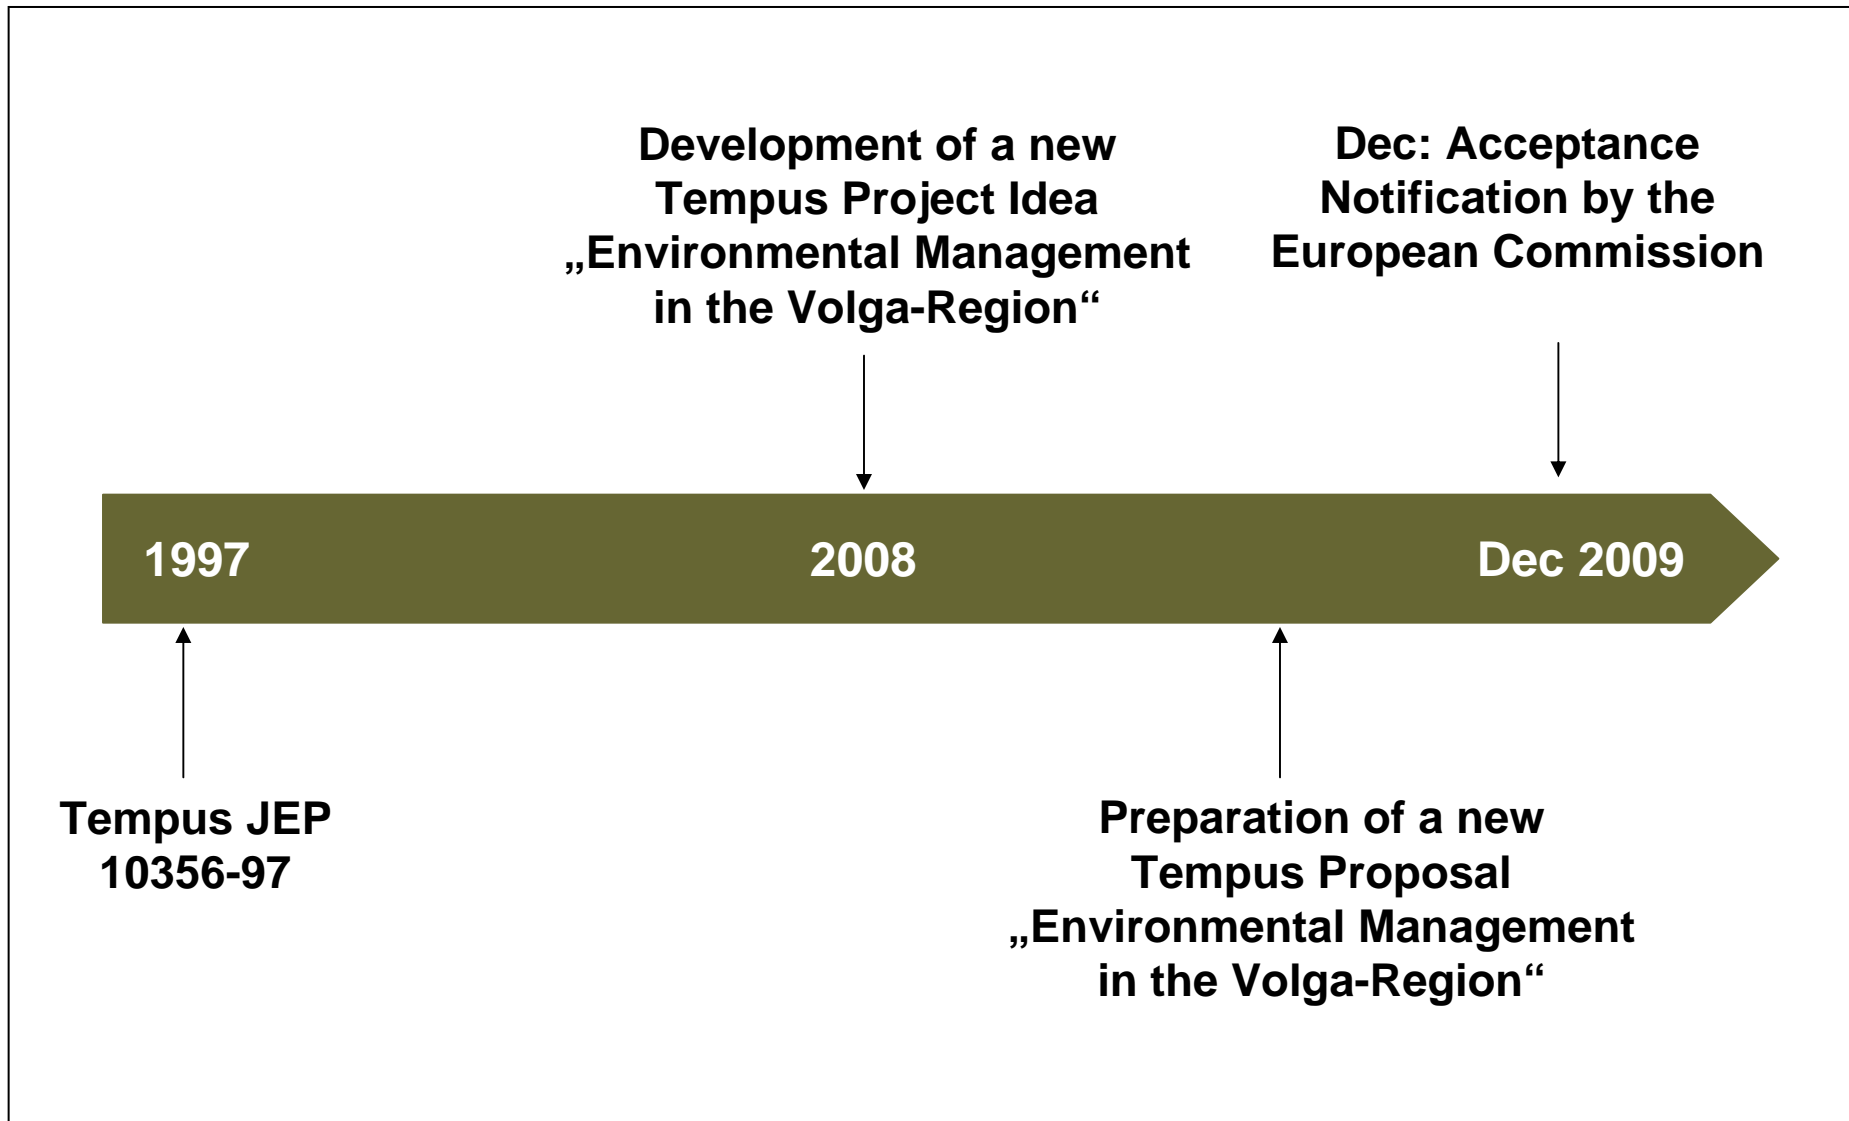 Development of a new
Tempus Project Idea
„Environmental Management
in the Volga-Region“
Dec: Acceptance
Notification by the
European Commission
1997
2008
Dec 2009
Tempus JEP
10356-97
Preparation of a new
Tempus Proposal
„Environmental Management
in the Volga-Region“